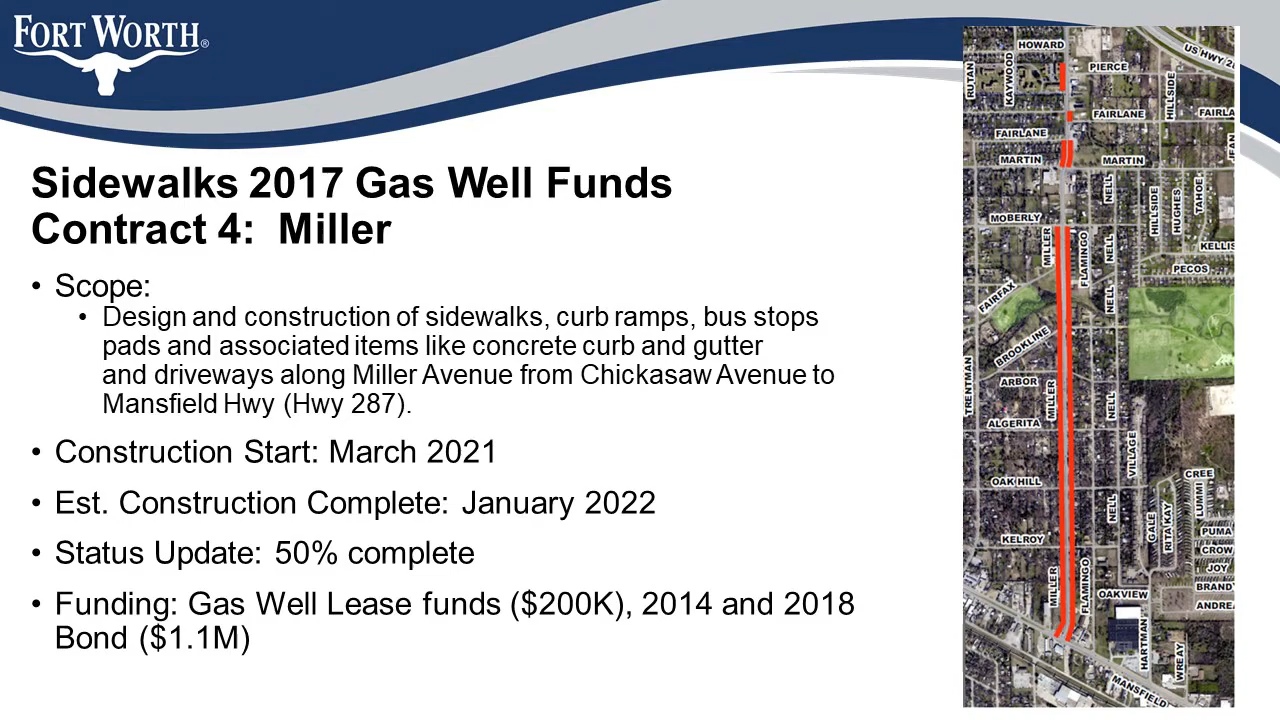 FORT WORTH®
Sidewalks 2017 Gas Well Funds
Contract 4: Miller
• Scope:
• Design and construction of sidewalks, curb ramps, bus stops
pads and associated items like concrete curb and gutter
and driveways along Miller Avenue from Chickasaw Avenue to
Mansfield Hwy (Hwy 287).
• Construction Start: March 2021
• Est. Construction Complete: January 2022
• Status Update: 50% complete
• Funding: Gas Well Lease funds ($200K), 2014 and 2018
Bond ($1.1M)
HOWARD
US HWY 28
RUTAN
KAYWOOD
PIERCE
HILLSIDE
FAIRLANE
FAIRLA
FAIRLANE
JEAN
MARTIN
MARTIN
NELL
HILLSIDE
HUGHES
TAHOE
MOBERLY
MILLER
FLAMINGO
NELL
KELLIS
PECOS
FAIRFAX
NELL
BROOKLINE
TRENTMAN
ARBOR
MILLER
NELL
ALGERITA
VILLAGE
OAK HILL
CREE
LUMMI
NELL
GALE
RITA KAY
PUMA
KELROY
CROW
JOY
MILLER
FLAMINGO
OAKVIEW
BRANDY
ANDREA
HARTMAN
WREAY
MANSFIELD